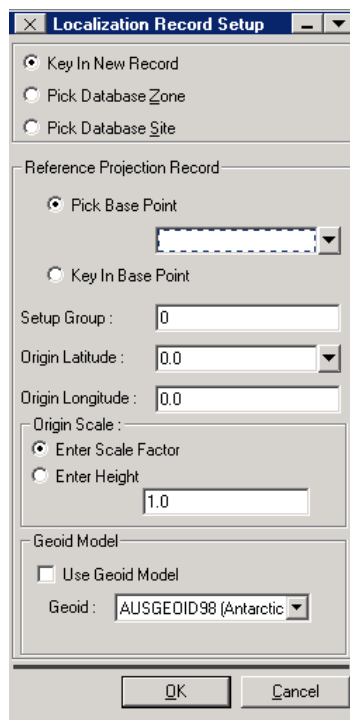 Localization Record Setup
Key In New Record
Pick Database Zone
Pick Database Site
Reference Projection Record
Pick Base Point
Key In Base Point
Setup Group : 0
Origin Latitude : 0.0
Origin Longitude : 0.0
Origin Scale :
Enter Scale Factor
Enter Height
1.0
Geoid Model
Use Geoid Model
Geoid : AUSGEOID98 (Antarctic
OK Cancel